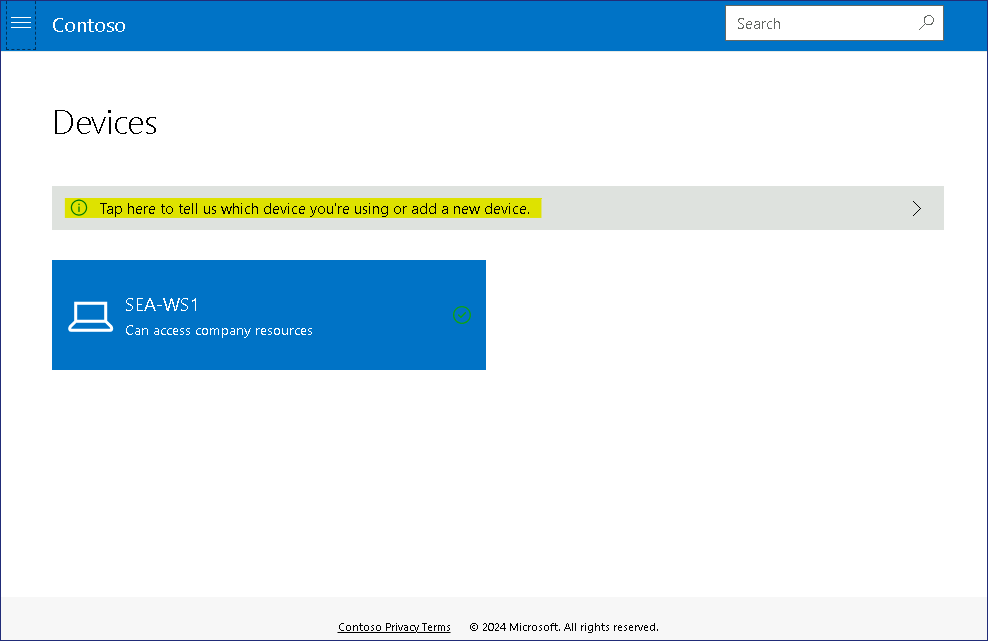 Contoso
Search
Devices
Tap here to tell us which device you're using or add a new device.
SEA-WS1
Can access company resources
Contoso Privacy Terms © 2024 Microsoft. All rights reserved.